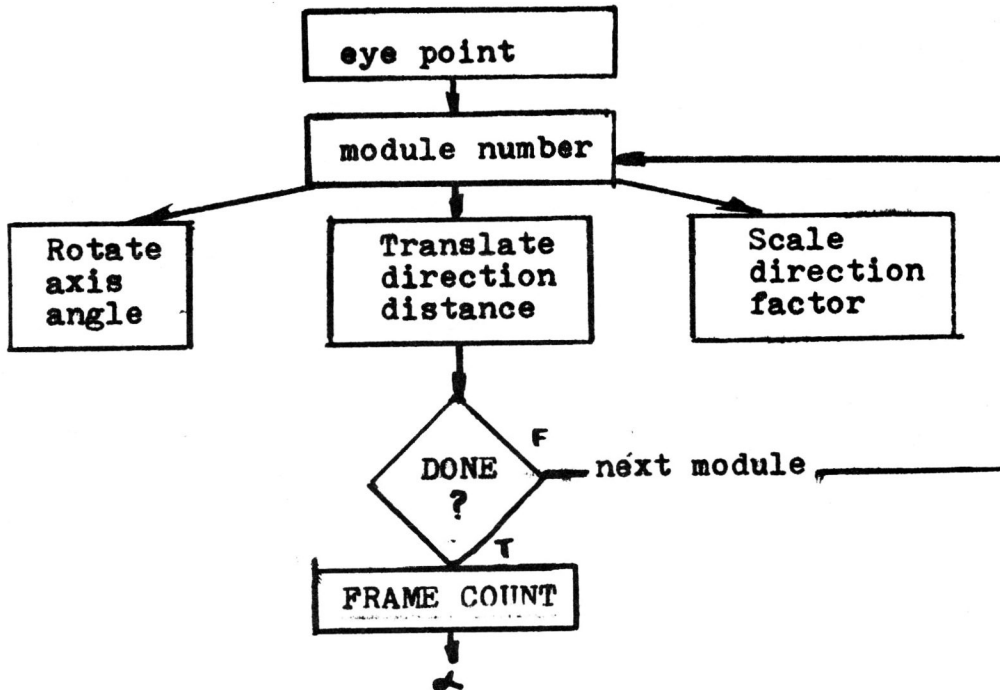 eye point
module number
Rotate
axis
angle
Translate
direction
distance
Scale
direction
factor
DONE
?
F
next module
T
FRAME COUNT
α